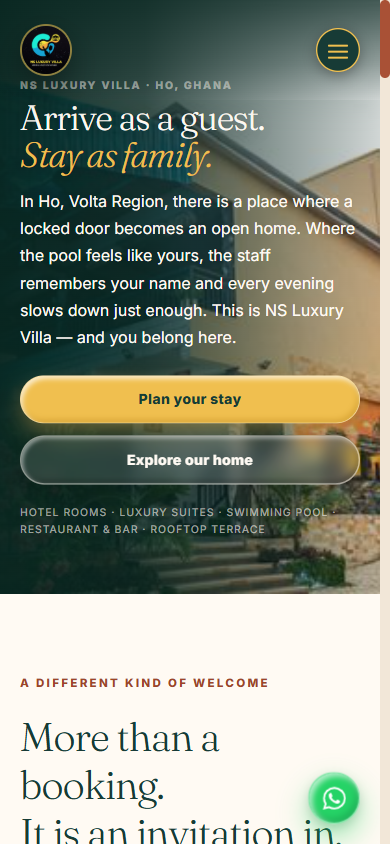 NS LUXURY VILLA
NS LUXURY VILLA · HO, GHANA
Arrive as a guest.
Stay as family.
In Ho, Volta Region, there is a place where a
locked door becomes an open home. Where
the pool feels like yours, the staff
remembers your name and every evening
slows down just enough. This is NS Luxury
Villa — and you belong here.
Plan your stay
Explore our home
HOTEL ROOMS · LUXURY SUITES · SWIMMING POOL ·
RESTAURANT & BAR · ROOFTOP TERRACE
A DIFFERENT KIND OF WELCOME
More than a
booking.
It is an invitation in.